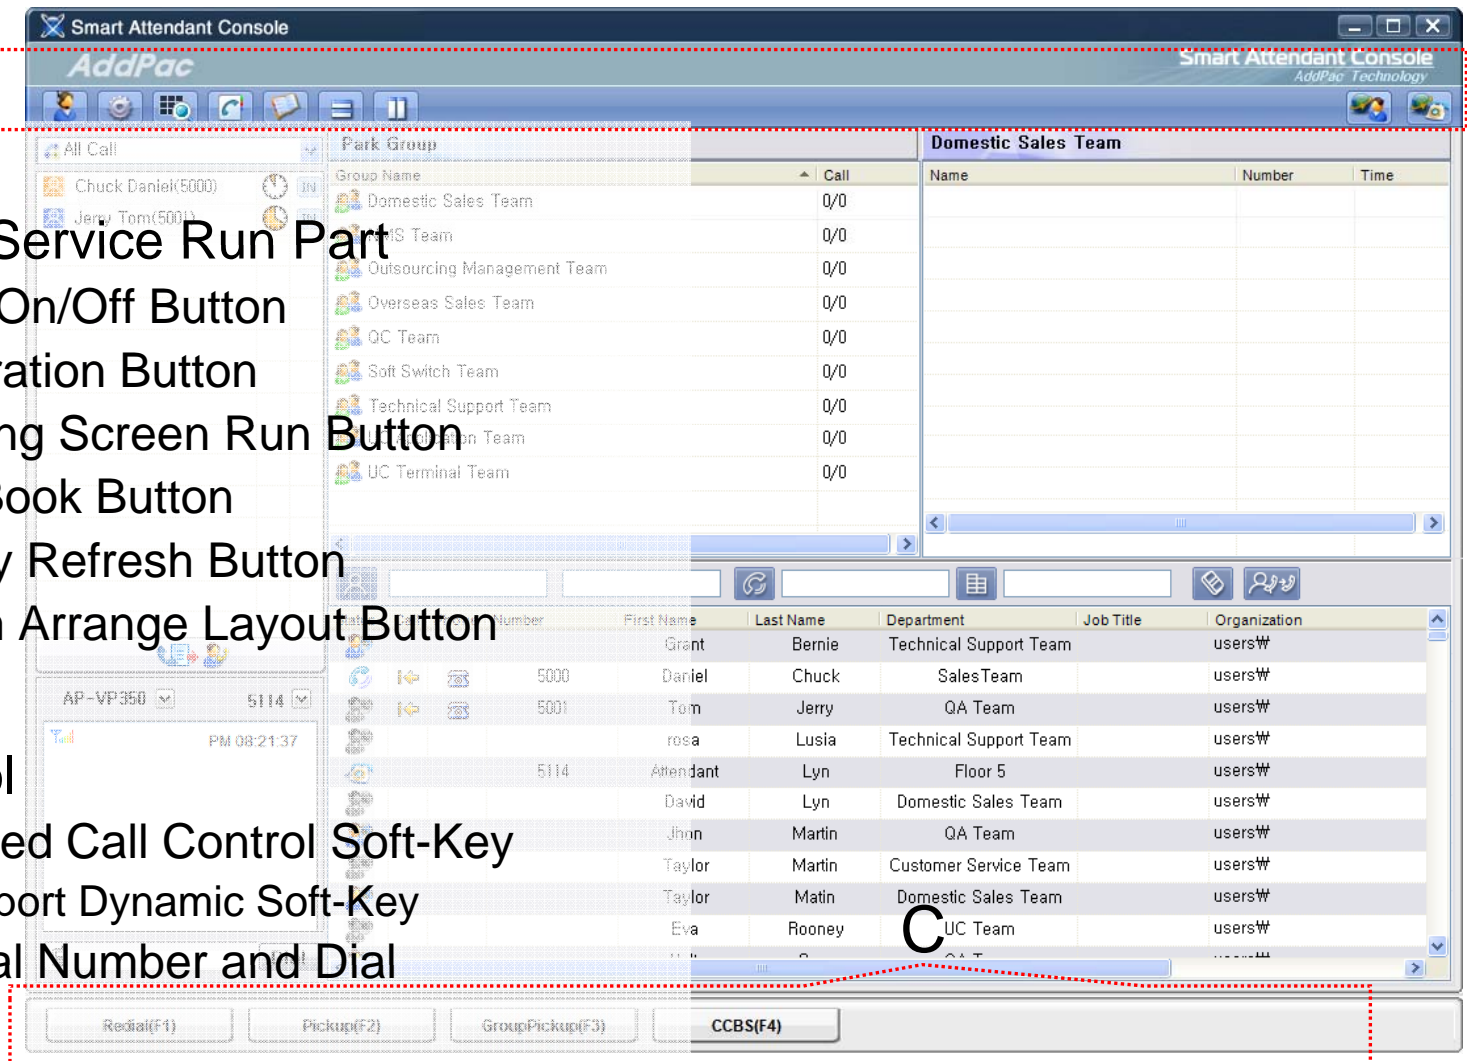 Smart Attendant Console
AddPac
Smart Attendant Console
AddPac Technology
All Call
Park Group
Domestic Sales Team
Group Name
Call
Name
Number
Time
Chuck Daniel(5000)
IN
Jerry Tom(5001)
IN
Domestic Sales Team
0/0
Service Run Part
NMS Team
0/0
Outsourcing Management Team
0/0
On/Off Button
Overseas Sales Team
0/0
QC Team
0/0
ration Button
Soft Switch Team
0/0
Technical Support Team
0/0
ng Screen Run Button
UC Application Team
0/0
UC Terminal Team
0/0
Book Button
y Refresh Button
n Arrange Layout Button
Number
First Name
Last Name
Department
Job Title
Organization
Grant Bernie Technical Support Team users₩
5000 Daniel Chuck SalesTeam users₩
5001 Tom Jerry QA Team users₩
rosa Lusia Technical Support Team users₩
5114 Attendant Lyn Floor 5 users₩
David Lyn Domestic Sales Team users₩
Jhon Martin QA Team users₩
Taylor Martin Customer Service Team users₩
Taylor Matin Domestic Sales Team users₩
Eva Rooney UC Team users₩
AP-VP350
5114
PM 08:21:37
ol
ed Call Control Soft-Key
port Dynamic Soft-Key
al Number and Dial
C
Redial(F1)
Pickup(F2)
GroupPickup(F3)
CCBS(F4)